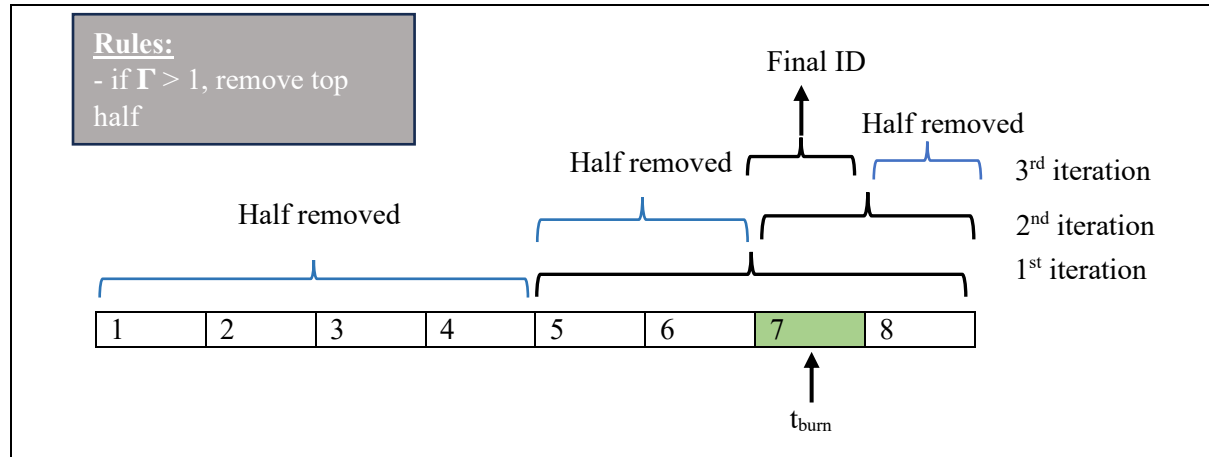 Rules:
- if Γ > 1, remove top
half
Final ID
Half removed
Half removed
3rd iteration
Half removed
2nd iteration
1st iteration
1 2 3 4 5 6 7 8
tburn